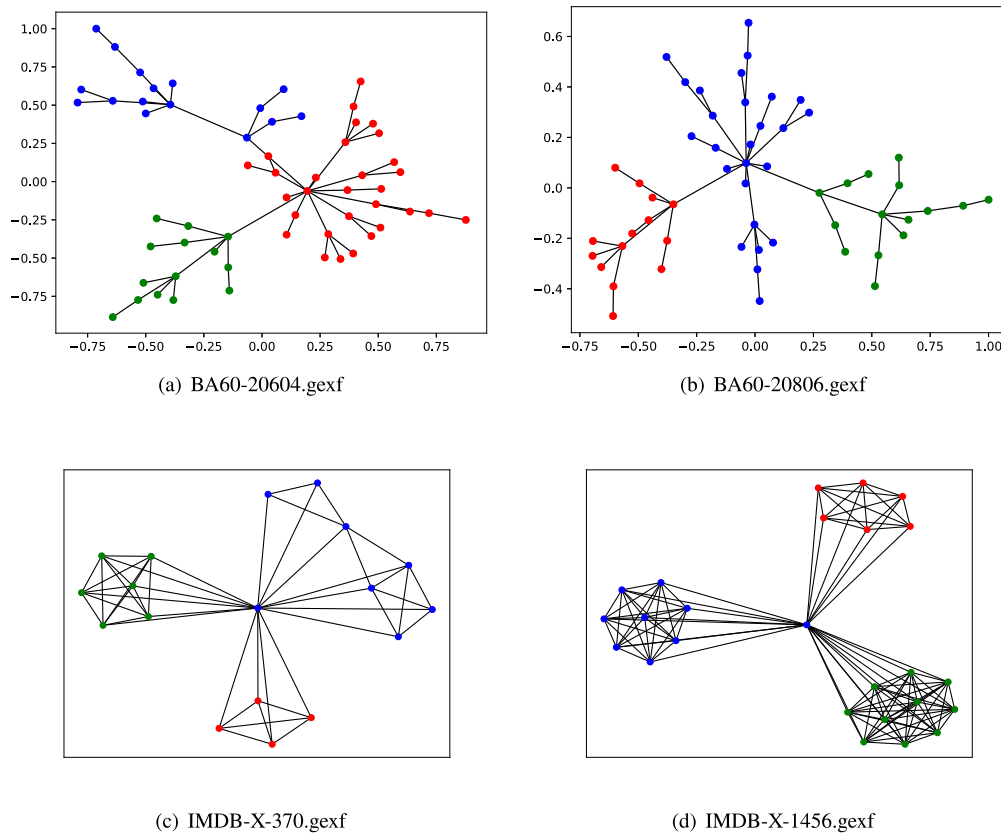 1.00
0.75
0.50
0.25
0.00
−0.25
−0.50
−0.75
−0.75 −0.50 −0.25 0.00 0.25 0.50 0.75
(a) BA60-20604.gexf
0.6
0.4
0.2
0.0
−0.2
−0.4
−0.75 −0.50 −0.25 0.00 0.25 0.50 0.75 1.00
(b) BA60-20806.gexf
(c) IMDB-X-370.gexf
(d) IMDB-X-1456.gexf